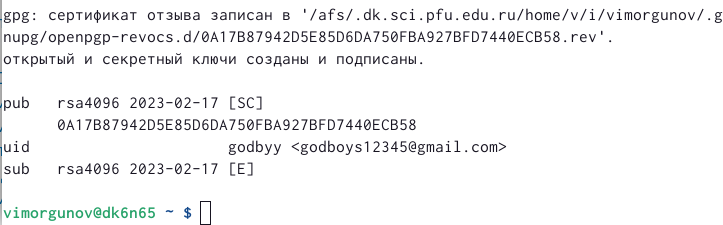 gpg: сертификат отзыва записан в '/afs/.dk.sci.pfu.edu.ru/home/v/i/vimorgunov/.g
nupg/openpgp-revocs.d/0A17B87942D5E85D6DA750FBA927BFD7440ECB58.rev'.
открытый и секретный ключи созданы и подписаны.
pub   rsa4096 2023-02-17 [SC]
      0A17B87942D5E85D6DA750FBA927BFD7440ECB58
uid                      godbyy <godboys12345@gmail.com>
sub   rsa4096 2023-02-17 [E]
vimorgunov@dk6n65 ~ $